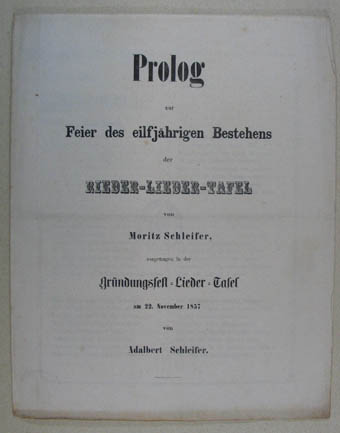 Prolog
zur
Feier des eilfjährigen Bestehens
der
RIEDER-LIEDER-TAFEL
von
Moritz Schleifer,
vorgetragen in der
Gründungsfest-Lieder-Tafel
am 22. November 1857
von
Adalbert Schleifer.